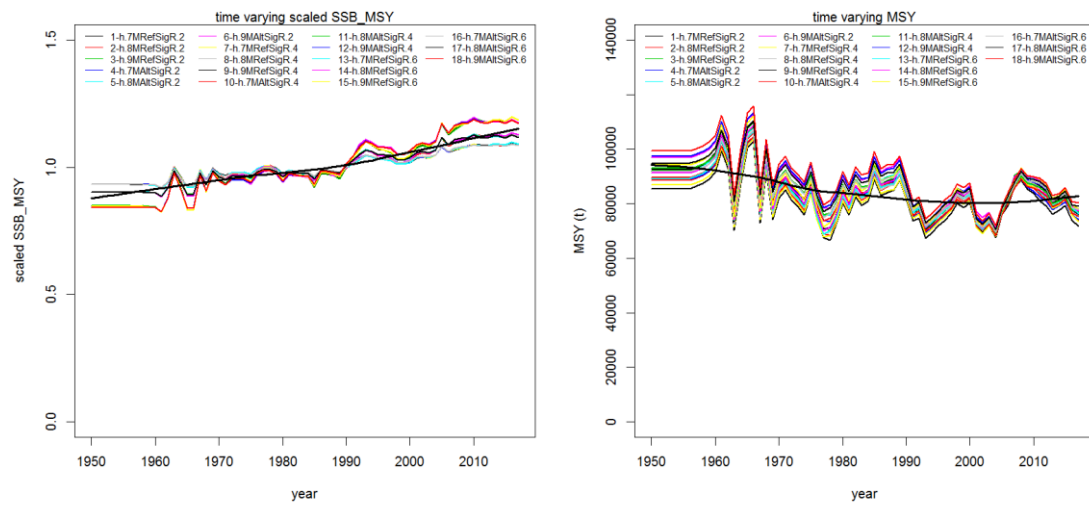 time varying scaled SSB_MSY
1-h.7MRefSigR.2 6-h.9MAltSigR.2 11-h.8MAltSigR.4 16-h.7MAltSigR.6
2-h.8MRefSigR.2 7-h.7MRefSigR.4 12-h.9MAltSigR.4 17-h.8MAltSigR.6
3-h.9MRefSigR.2 8-h.8MRefSigR.4 13-h.7MRefSigR.6 18-h.9MAltSigR.6
4-h.7MAltSigR.2 9-h.9MRefSigR.4 14-h.8MRefSigR.6
5-h.8MAltSigR.2 10-h.7MAltSigR.4 15-h.9MRefSigR.6
scaled SSB_MSY
1.5
1.0
0.5
0.0
1950 1960 1970 1980 1990 2000 2010
year
time varying MSY
1-h.7MRefSigR.2 6-h.9MAltSigR.2 11-h.8MAltSigR.4 16-h.7MAltSigR.6
2-h.8MRefSigR.2 7-h.7MRefSigR.4 12-h.9MAltSigR.4 17-h.8MAltSigR.6
3-h.9MRefSigR.2 8-h.8MRefSigR.4 13-h.7MRefSigR.6 18-h.9MAltSigR.6
4-h.7MAltSigR.2 9-h.9MRefSigR.4 14-h.8MRefSigR.6
5-h.8MAltSigR.2 10-h.7MAltSigR.4 15-h.9MRefSigR.6
MSY (t)
140000
100000
80000
60000
40000
20000
0
1950 1960 1970 1980 1990 2000 2010
year